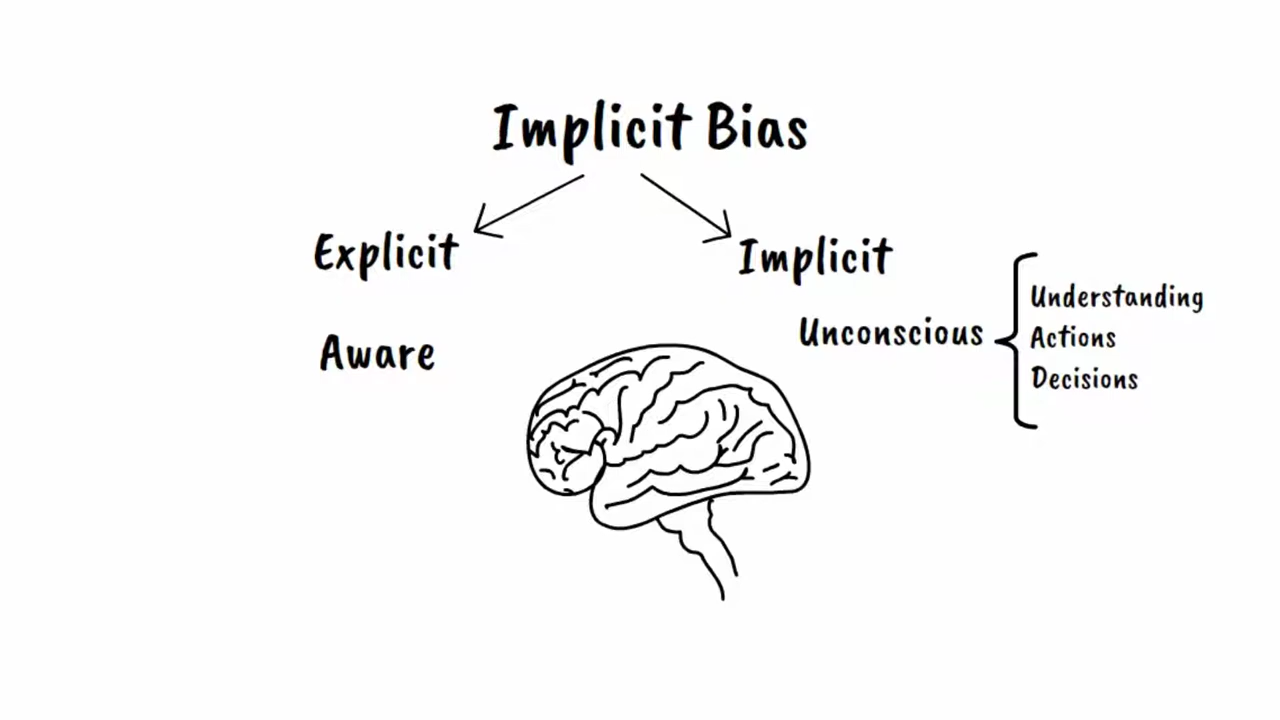 Implicit Bias
Explicit
Implicit
Aware
Unconscious
Understanding
Actions
Decisions